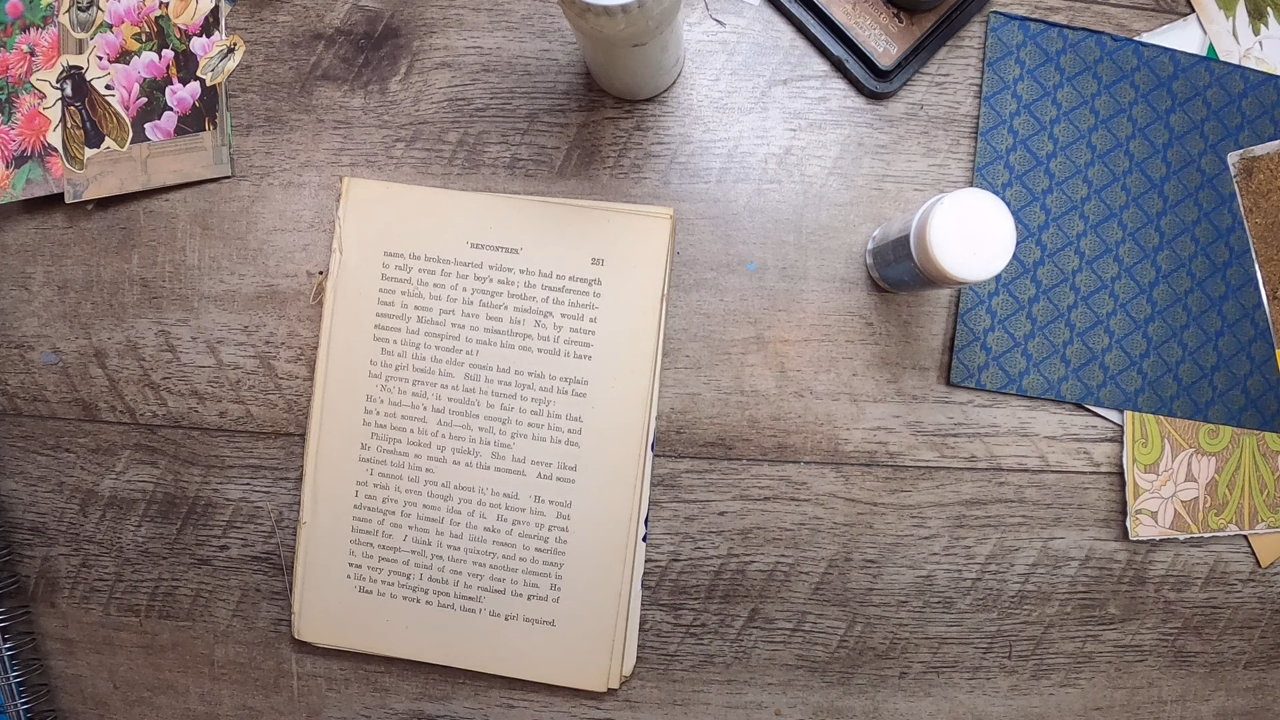 'RENCONTRES.'
251
name, the broken-hearted widow, who had no strength
to rally even for her boy's sake; the transference to
Bernard, the son of a younger brother, of the inherit-
ance which, but for his father's misdoings, would at
least in some part have been his! No, by nature
assuredly Michael was no misanthrope, but if circum-
stances had conspired to make him one, would it have
been a thing to wonder at?
But all this the elder cousin had no wish to explain
to the girl beside him. Still he was loyal, and his face
had grown graver as at last he turned to reply:
'No,' he said, 'it wouldn't be fair to call him that.
He's had—he's had troubles enough to sour him, and
he's not soured. And—oh, well, to give him his due,
he has been a bit of a hero in his time.'
Philippa looked up quickly. She had never liked
Mr Gresham so much as at this moment. And some
instinct told him so.
'I cannot tell you all about it,' he said. 'He would
not wish it, even though you do not know him. But
I can give you some idea of it. He gave up great
advantages for himself for the sake of clearing the
name of one whom he had little reason to sacrifice
himself for. I think it was quixotry, and so do many
others, except—well, yes, there was another element in
it, the peace of mind of one very dear to him. He
was very young; I doubt if he realised the grind of
a life he was bringing upon himself.'
'Has he to work so hard, then?' the girl inquired.